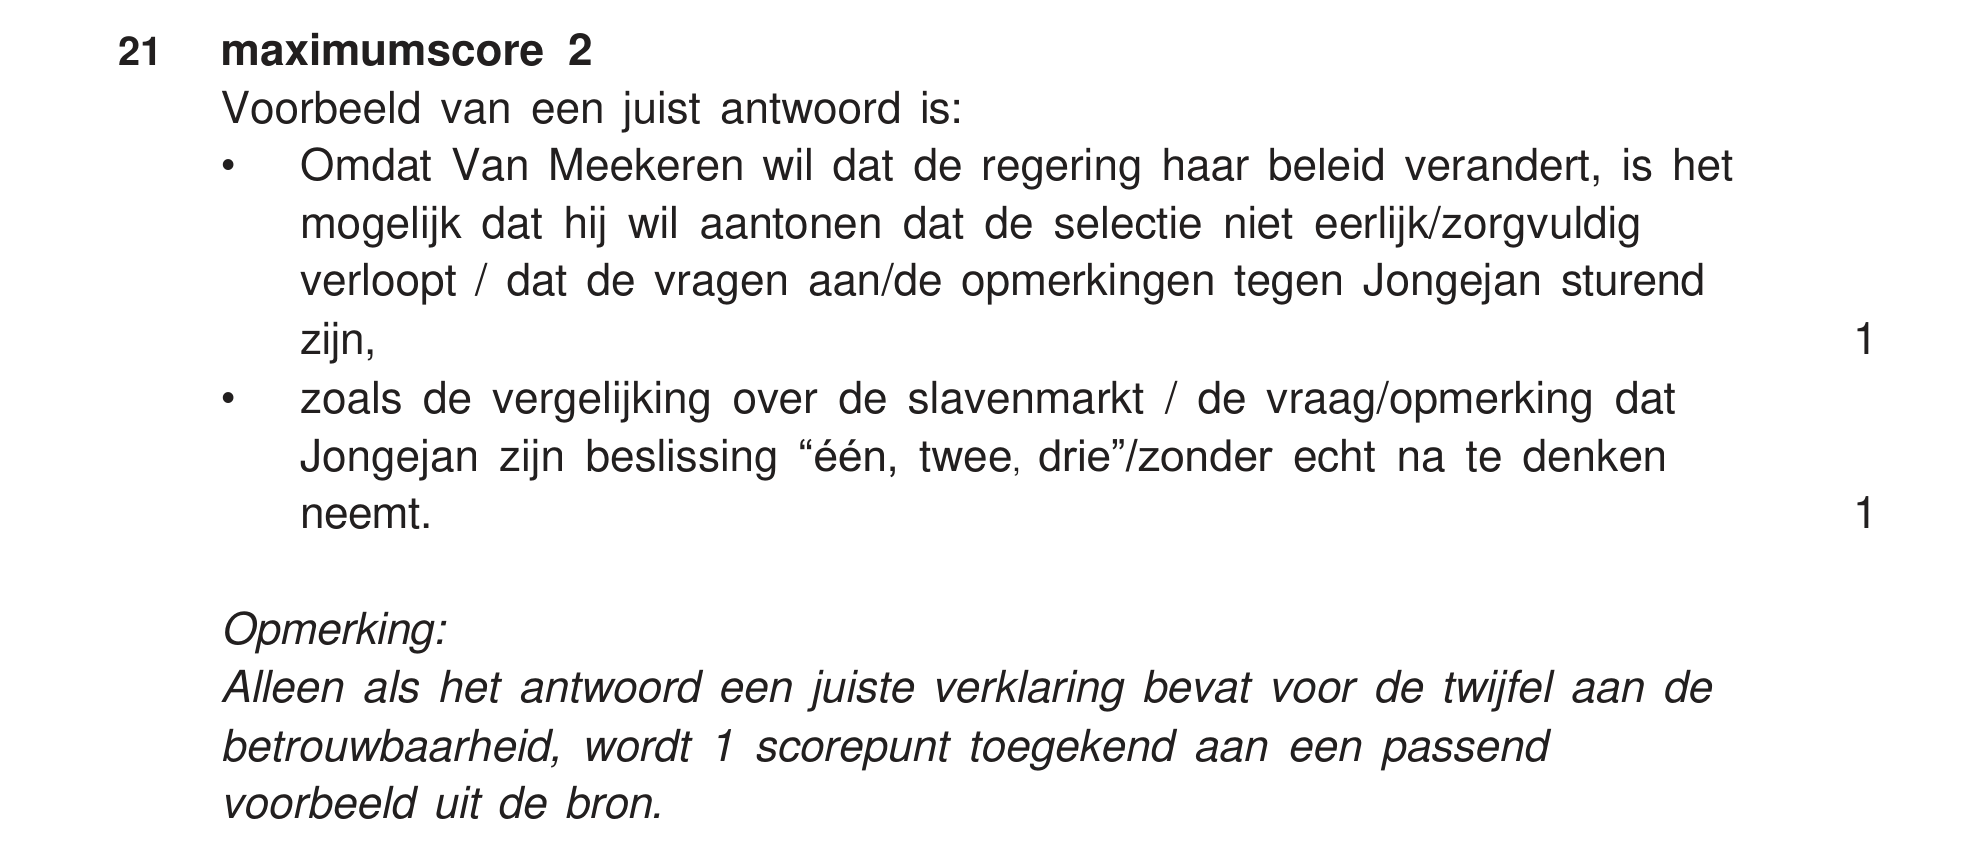 21 maximumscore 2
Voorbeeld van een juist antwoord is:
• Omdat Van Meekeren wil dat de regering haar beleid verandert, is het
mogelijk dat hij wil aantonen dat de selectie niet eerlijk/zorgvuldig
verloopt / dat de vragen aan/de opmerkingen tegen Jongejan sturend
zijn, 1
• zoals de vergelijking over de slavenmarkt / de vraag/opmerking dat
Jongejan zijn beslissing “één, twee, drie”/zonder echt na te denken
neemt. 1
Opmerking:
Alleen als het antwoord een juiste verklaring bevat voor de twijfel aan de
betrouwbaarheid, wordt 1 scorepunt toegekend aan een passend
voorbeeld uit de bron.